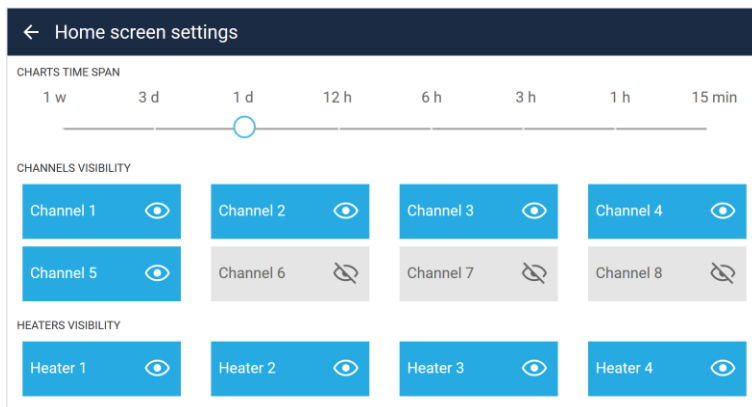 Home screen settings
CHARTS TIME SPAN
1 w 3 d 1 d 12 h 6 h 3 h 1 h 15 min
CHANNELS VISIBILITY
Channel 1 Channel 2 Channel 3 Channel 4
Channel 5 Channel 6 Channel 7 Channel 8
HEATERS VISIBILITY
Heater 1 Heater 2 Heater 3 Heater 4